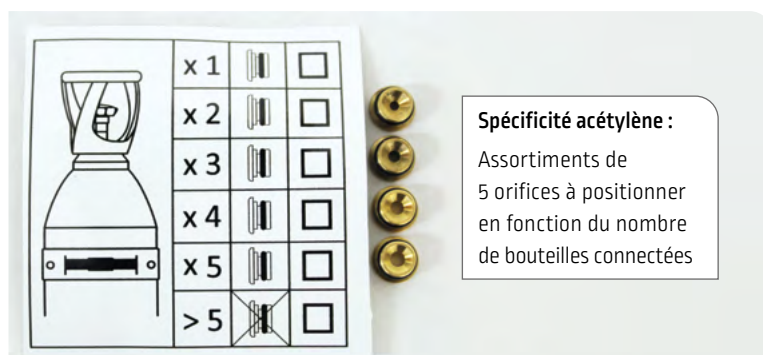 x 1
x 2
x 3
x 4
x 5
> 5
Spécificité acétylène :
Assortiments de
5 orifices à positionner
en fonction du nombre
de bouteilles connectées